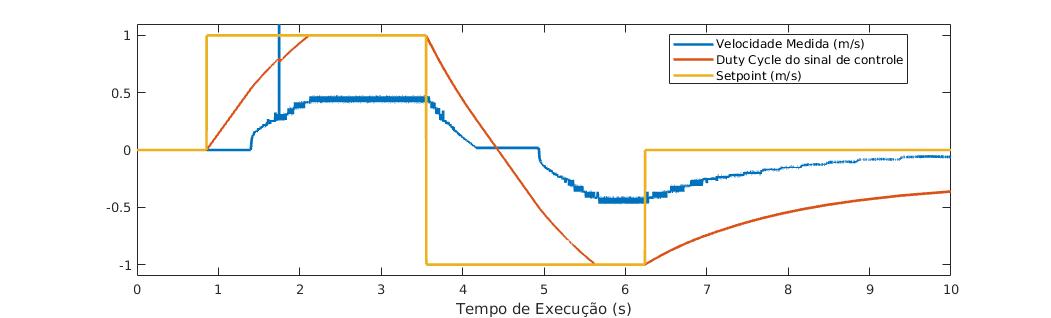 1
0.5
0
-0.5
-1
Velocidade Medida (m/s)
Duty Cycle do sinal de controle
Setpoint (m/s)
0 1 2 3 4 5 6 7 8 9 10
Tempo de Execução (s)